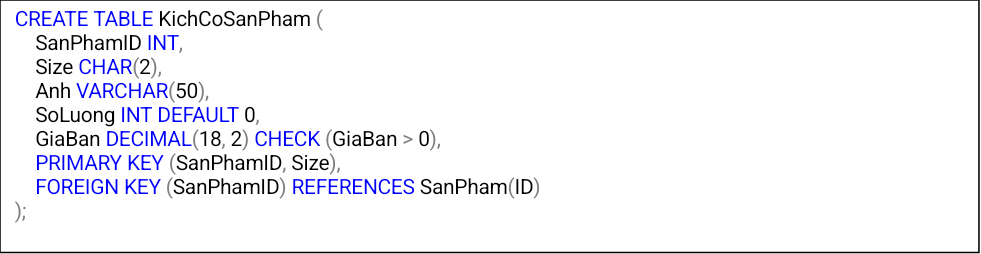 CREATE TABLE KichCoSanPham (
SanPhamID INT,
Size CHAR(2),
Anh VARCHAR(50),
SoLuong INT DEFAULT 0,
GiaBan DECIMAL(18, 2) CHECK (GiaBan > 0),
PRIMARY KEY (SanPhamID, Size),
FOREIGN KEY (SanPhamID) REFERENCES SanPham(ID)
);